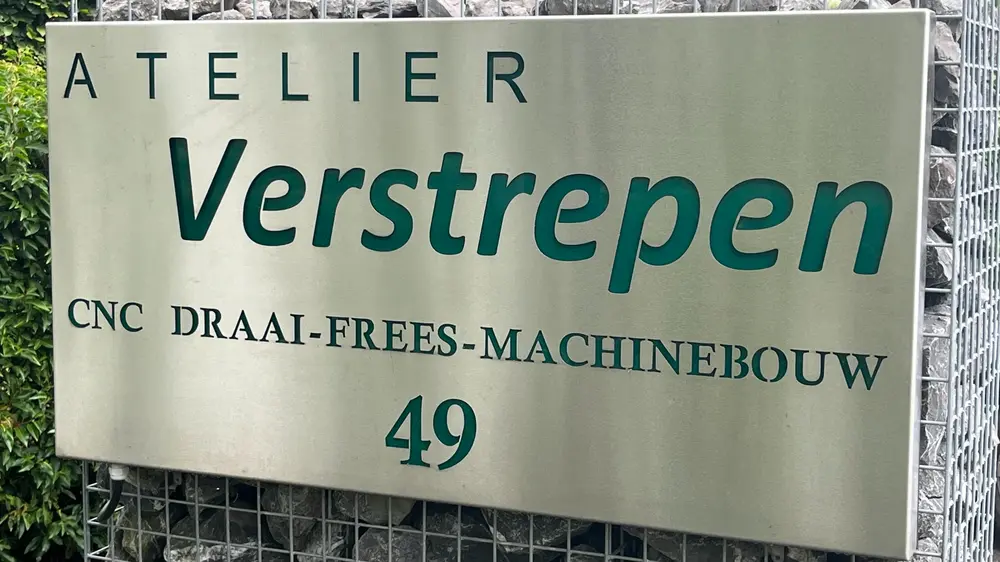 ATELIER
Verstrepen
CNC DRAAI-FREES-MACHINEBOUW
49